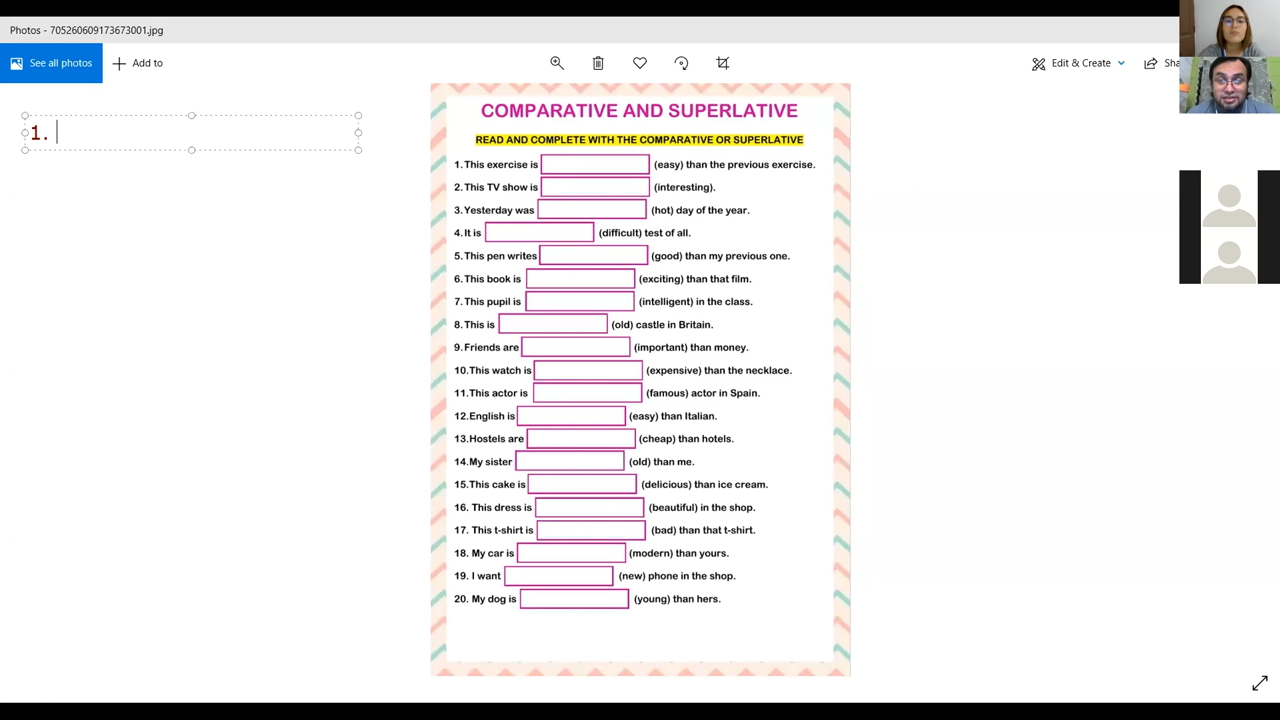 Photos - 705260609173673001.jpg
See all photos
Add to
Edit & Create
Sha
1.
COMPARATIVE AND SUPERLATIVE
READ AND COMPLETE WITH THE COMPARATIVE OR SUPERLATIVE
1.This exercise is (easy) than the previous exercise.
2.This TV show is (interesting).
3.Yesterday was (hot) day of the year.
4.It is (difficult) test of all.
5.This pen writes (good) than my previous one.
6.This book is (exciting) than that film.
7.This pupil is (intelligent) in the class.
8.This is (old) castle in Britain.
9.Friends are (important) than money.
10.This watch is (expensive) than the necklace.
11.This actor is (famous) actor in Spain.
12.English is (easy) than Italian.
13.Hostels are (cheap) than hotels.
14.My sister (old) than me.
15.This cake is (delicious) than ice cream.
16. This dress is (beautiful) in the shop.
17. This t-shirt is (bad) than that t-shirt.
18. My car is (modern) than yours.
19. I want (new) phone in the shop.
20. My dog is (young) than hers.